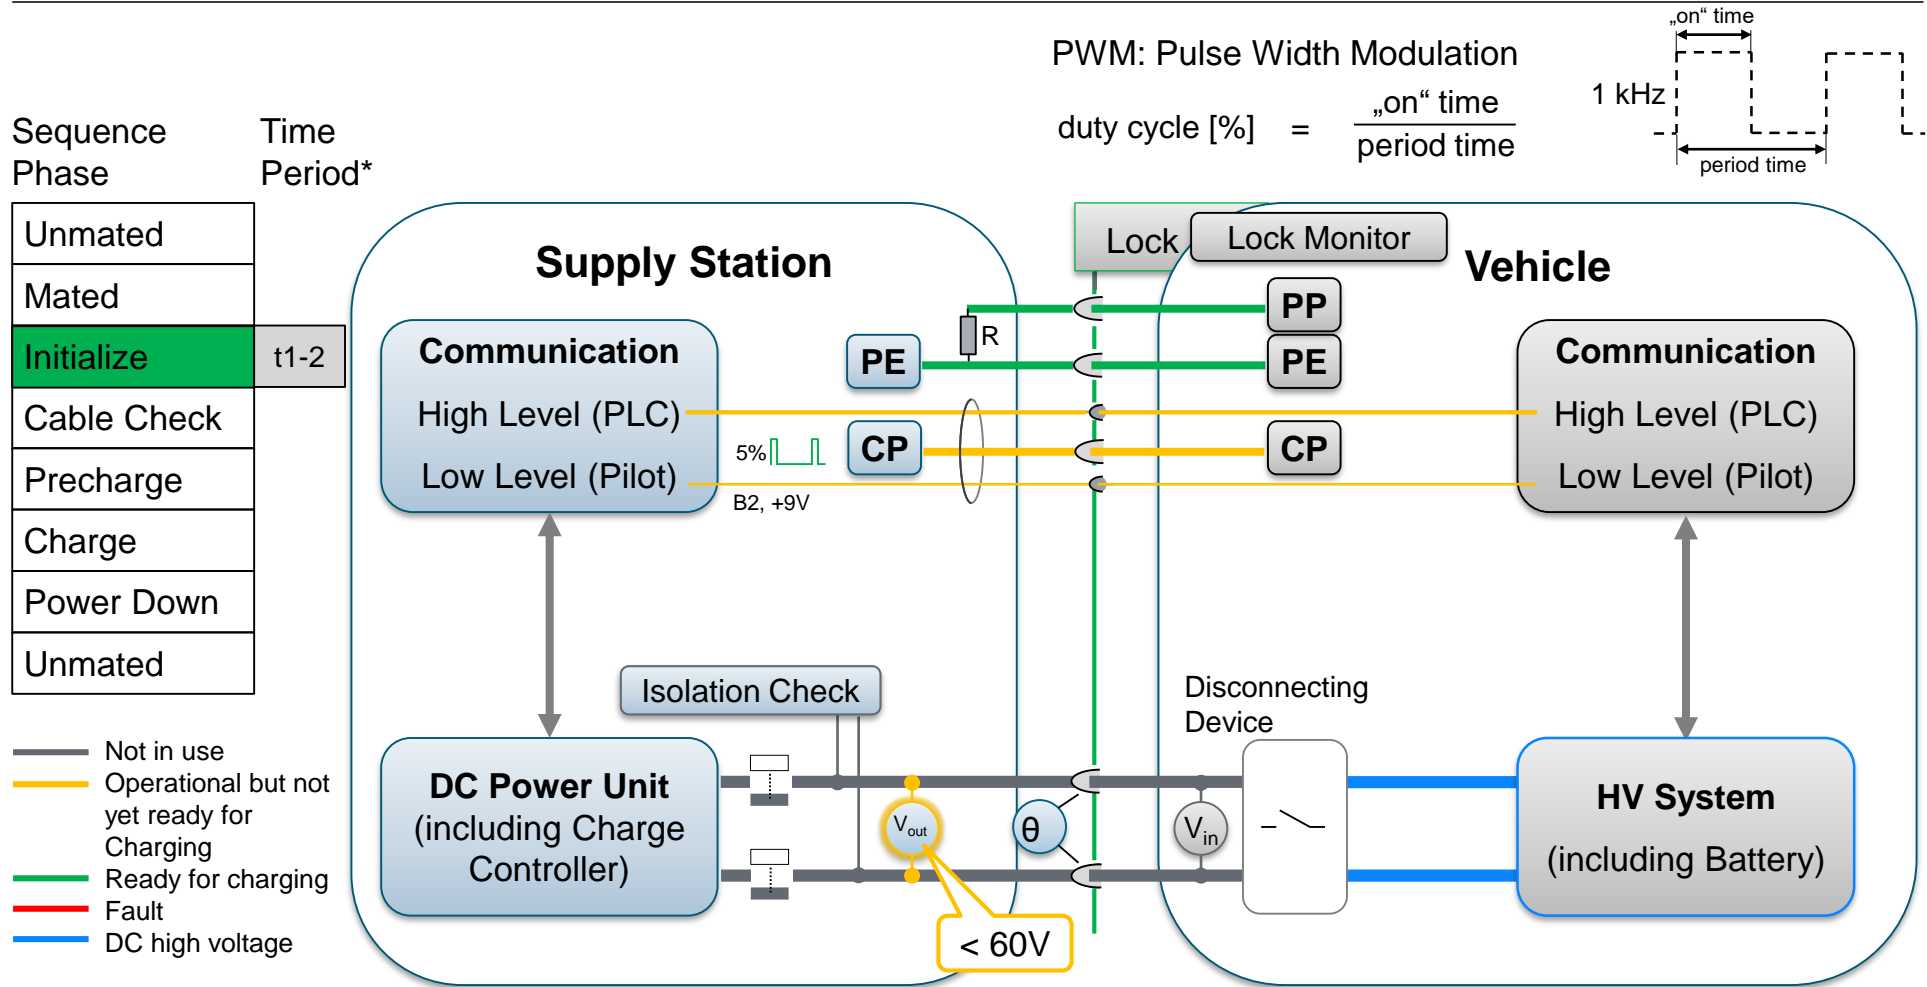 „on“ time
PWM: Pulse Width Modulation
1 kHz
duty cycle [%] = „on“ time
period time
period time
Sequence
Phase
Time
Period*
Unmated
Mated
Initialize
t1-2
Cable Check
Precharge
Charge
Power Down
Unmated
Not in use
Operational but not
yet ready for
Charging
Ready for charging
Fault
DC high voltage
Supply Station
Lock
Lock Monitor
Vehicle
Communication
High Level (PLC)
Low Level (Pilot)
R
PE
CP
5%
B2, +9V
PP
PE
CP
Communication
High Level (PLC)
Low Level (Pilot)
Isolation Check
Disconnecting
Device
DC Power Unit
(including Charge
Controller)
Vout
θ
Vin
< 60V
HV System
(including Battery)